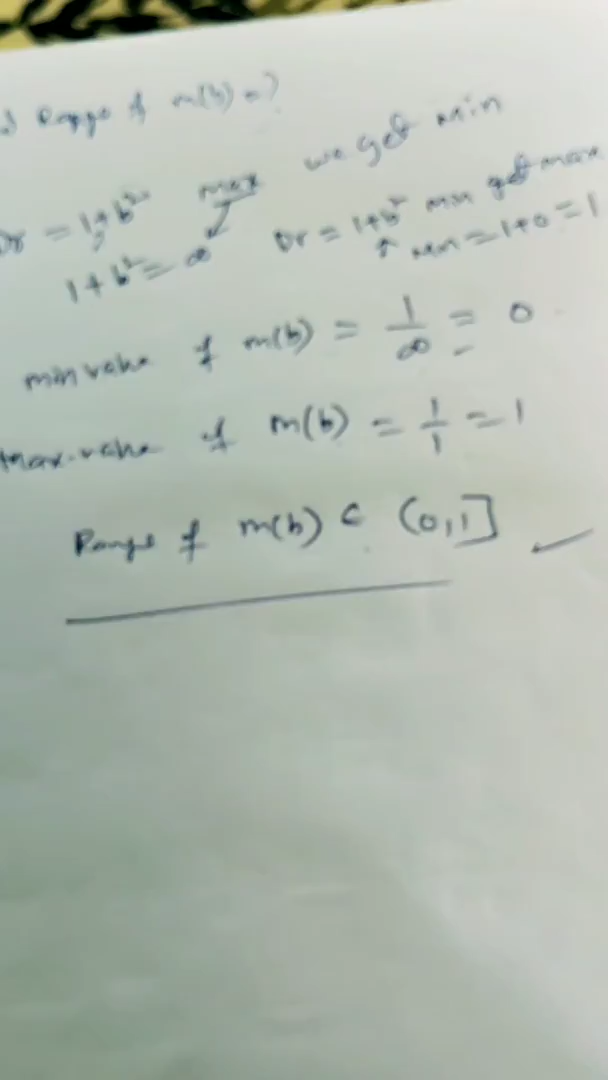 Range of m(b) =)
Dr = 1+b² max we get min
1+b² = ∞ Dr = 1+b² min get max
min = 1+0 = 1
min value of m(b) = 1/∞ = 0
max. value of m(b) = 1/1 = 1
Range of m(b) ∈ (0,1]